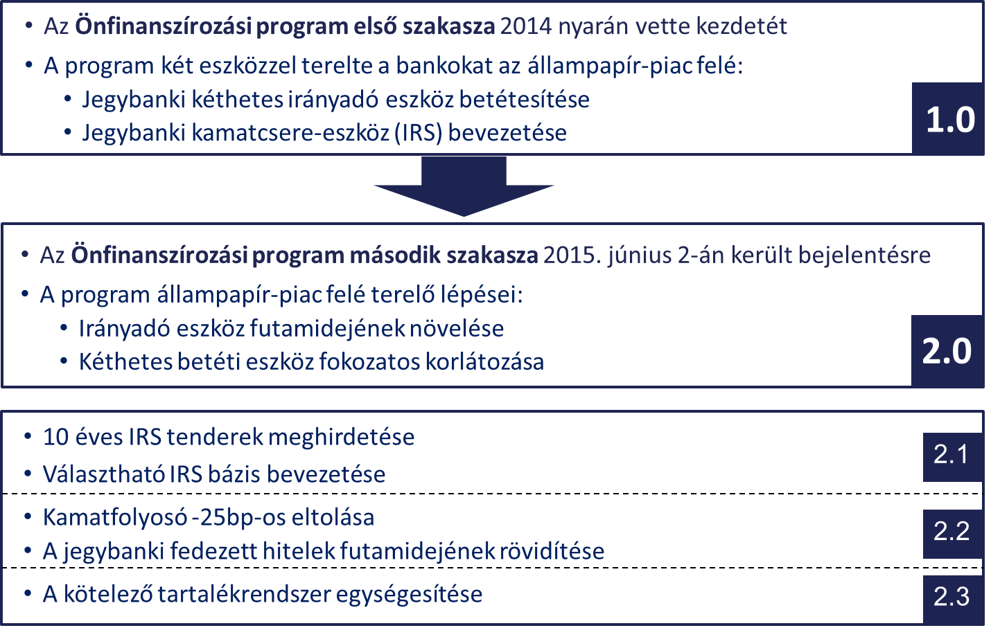 • Az Önfinanszírozási program első szakasza 2014 nyarán vette kezdetét
• A program két eszközzel terelte a bankokat az állampapír-piac felé:
• Jegybanki kéthetes irányadó eszköz betétesítése
• Jegybanki kamatcsere-eszköz (IRS) bevezetése
1.0
• Az Önfinanszírozási program második szakasza 2015. június 2-án került bejelentésre
• A program állampapír-piac felé terelő lépései:
• Irányadó eszköz futamidejének növelése
• Kéthetes betéti eszköz fokozatos korlátozása
2.0
• 10 éves IRS tenderek meghirdetése
• Választható IRS bázis bevezetése
2.1
• Kamatfolyosó -25bp-os eltolása
• A jegybanki fedezett hitelek futamidejének rövidítése
2.2
• A kötelező tartalékrendszer egységesítése
2.3